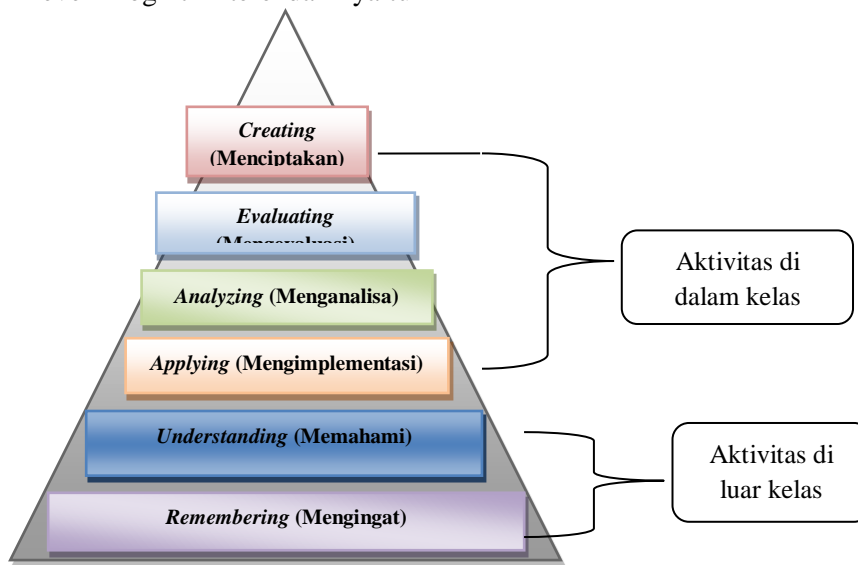 Creating
(Menciptakan)
Evaluating
(Mengevaluasi)
Analyzing (Menganalisa)
Applying (Mengimplementasi)
Understanding (Memahami)
Remembering (Mengingat)
Aktivitas di
dalam kelas
Aktivitas di
luar kelas